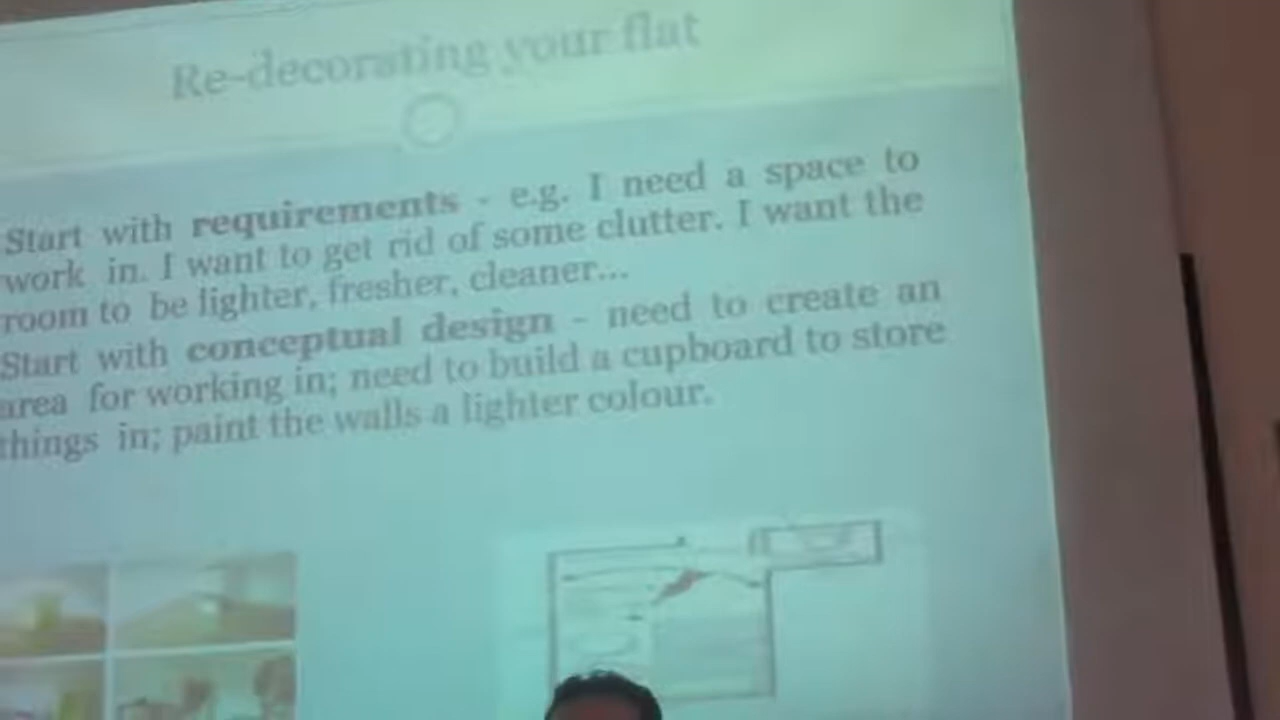 Re-decorating your flat
Start with requirements - e.g. I need a space to
work in. I want to get rid of some clutter. I want the
room to be lighter, fresher, cleaner...
Start with conceptual design - need to create an
area for working in; need to build a cupboard to store
things in; paint the walls a lighter colour.